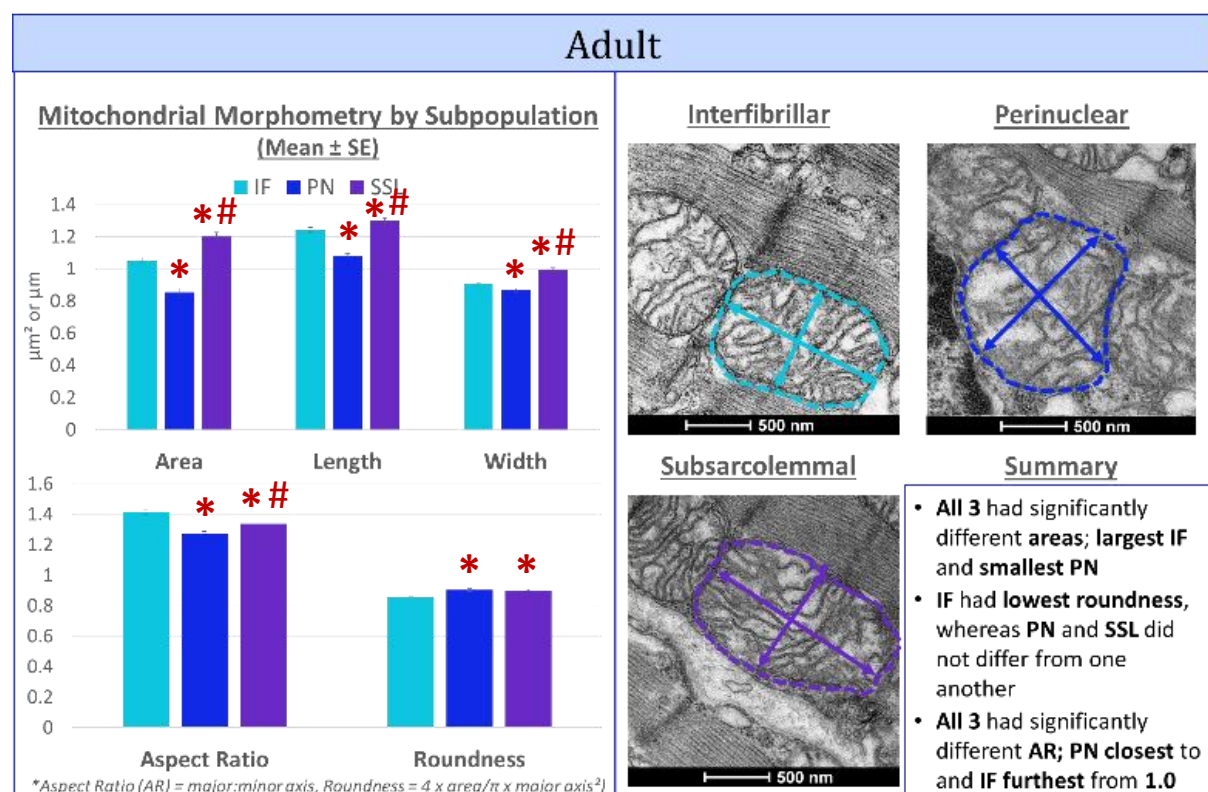 Adult
Mitochondrial Morphometry by Subpopulation
(Mean ± SE)
IF PN SSL
* # * # * * * # * *
1.4
1.2
1
0.8
0.6
0.4
0.2
0
µm² or µm
Area Length Width
1.6
1.4
1.2
1
0.8
0.6
0.4
0.2
0
* * # * *
Aspect Ratio Roundness
*Aspect Ratio (AR) = major:minor axis, Roundness = 4 x area/π x major axis²)
Interfibrillar
500 nm
Perinuclear
500 nm
Subsarcolemmal
500 nm
Summary
• All 3 had significantly
different areas; largest IF
and smallest PN
• IF had lowest roundness,
whereas PN and SSL did
not differ from one
another
• All 3 had significantly
different AR; PN closest to
and IF furthest from 1.0